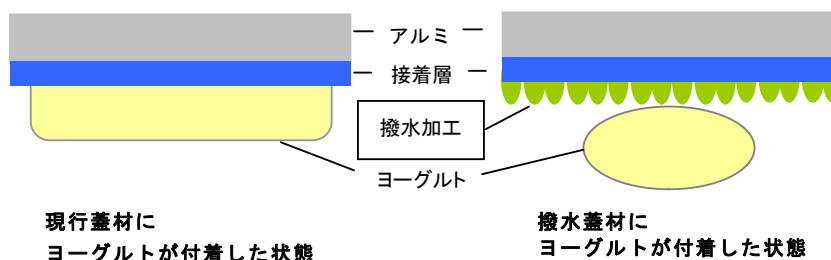 アルミ
接着層
撥水加工
ヨーグルト
現行蓋材に
ヨーグルトが付着した状態
撥水蓋材に
ヨーグルトが付着した状態